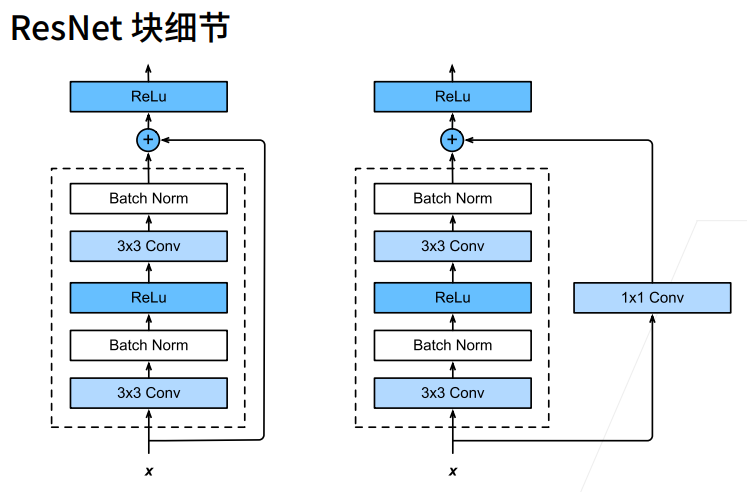 ResNet 块细节
ReLu
+
Batch Norm
3x3 Conv
ReLu
Batch Norm
3x3 Conv
x
ReLu
+
Batch Norm
3x3 Conv
ReLu
1x1 Conv
Batch Norm
3x3 Conv
x